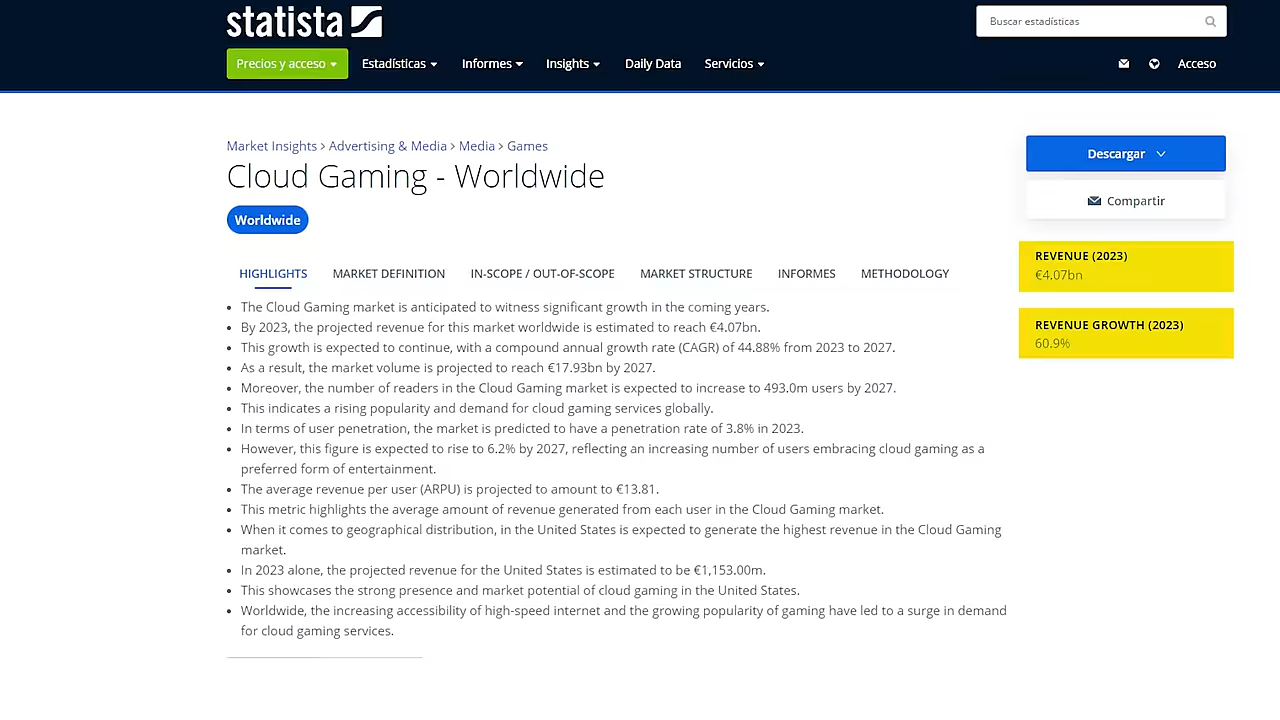 statista
Buscar estadísticas
Precios y acceso
Estadísticas
Informes
Insights
Daily Data
Servicios
Acceso
Market Insights > Advertising & Media > Media > Games
Cloud Gaming - Worldwide
Worldwide
Descargar
Compartir
REVENUE (2023)
€4.07bn
REVENUE GROWTH (2023)
60.9%
HIGHLIGHTS
MARKET DEFINITION
IN-SCOPE / OUT-OF-SCOPE
MARKET STRUCTURE
INFORMES
METHODOLOGY
• The Cloud Gaming market is anticipated to witness significant growth in the coming years.
• By 2023, the projected revenue for this market worldwide is estimated to reach €4.07bn.
• This growth is expected to continue, with a compound annual growth rate (CAGR) of 44.88% from 2023 to 2027.
• As a result, the market volume is projected to reach €17.93bn by 2027.
• Moreover, the number of readers in the Cloud Gaming market is expected to increase to 493.0m users by 2027.
• This indicates a rising popularity and demand for cloud gaming services globally.
• In terms of user penetration, the market is predicted to have a penetration rate of 3.8% in 2023.
• However, this figure is expected to rise to 6.2% by 2027, reflecting an increasing number of users embracing cloud gaming as a
preferred form of entertainment.
• The average revenue per user (ARPU) is projected to amount to €13.81.
• This metric highlights the average amount of revenue generated from each user in the Cloud Gaming market.
• When it comes to geographical distribution, in the United States is expected to generate the highest revenue in the Cloud Gaming
market.
• In 2023 alone, the projected revenue for the United States is estimated to be €1,153.00m.
• This showcases the strong presence and market potential of cloud gaming in the United States.
• Worldwide, the increasing accessibility of high-speed internet and the growing popularity of gaming have led to a surge in demand
for cloud gaming services.